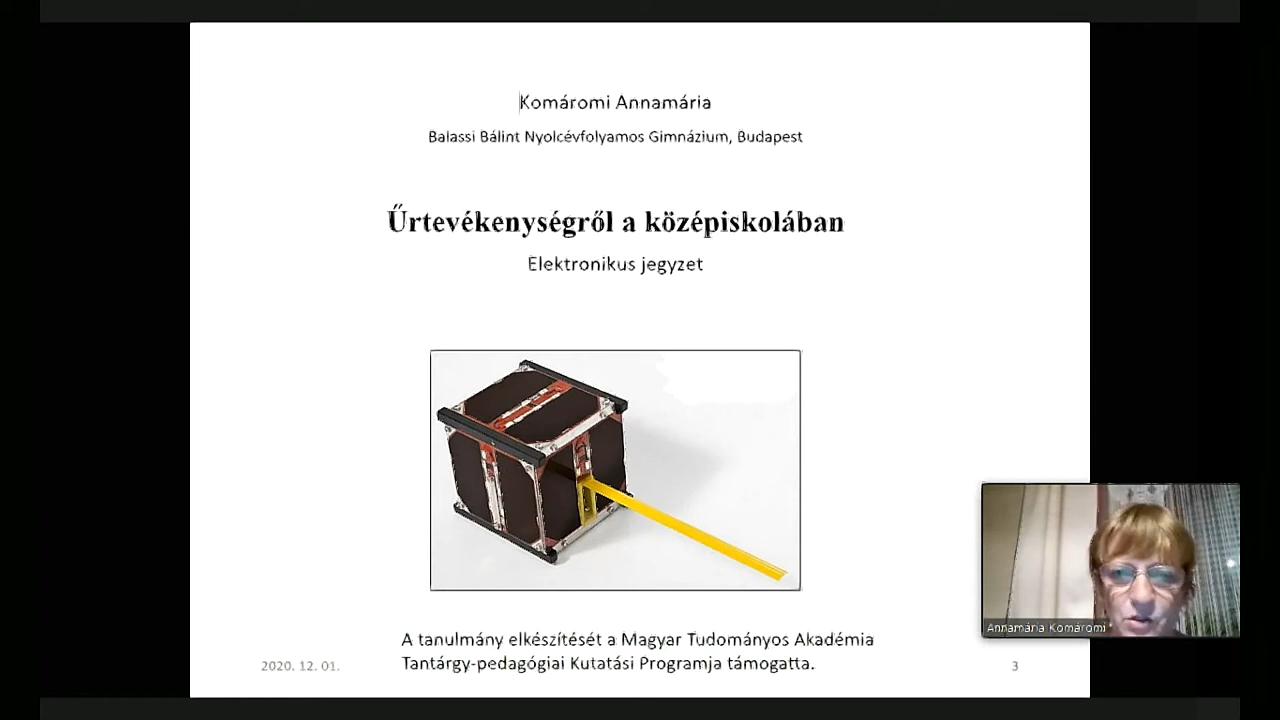 Komáromi Annamária
Balassi Bálint Nyolcévfolyamos Gimnázium, Budapest
Űrtevékenységről a középiskolában
Elektronikus jegyzet
A tanulmány elkészítését a Magyar Tudományos Akadémia
Tantárgy-pedagógiai Kutatási Programja támogatta.
2020. 12. 01.
3
Annamária Komáromi